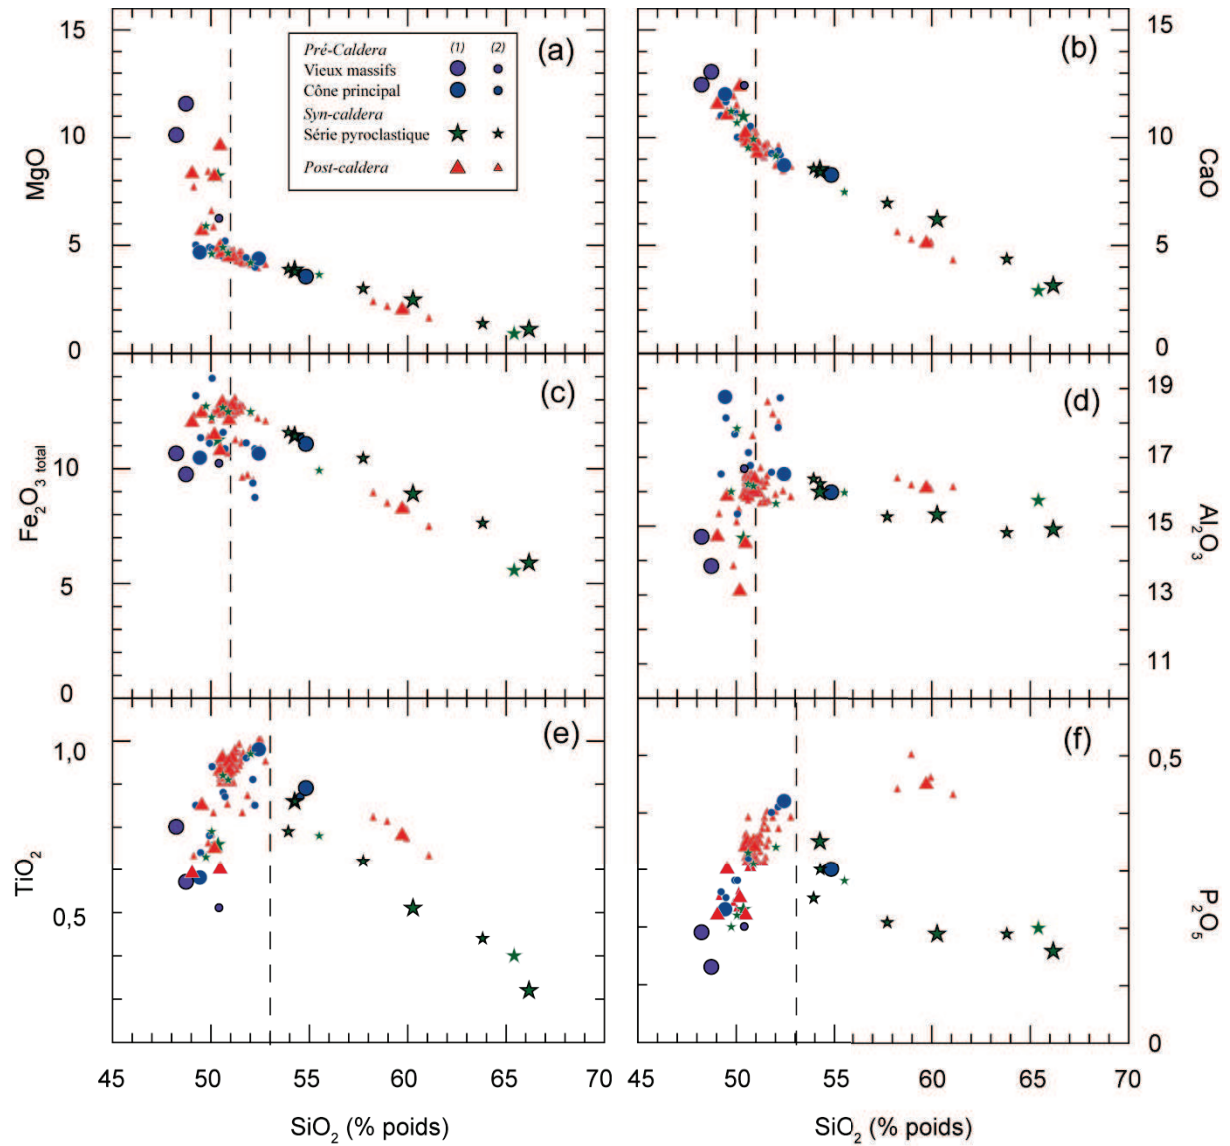 15
10
5
0
MgO
(a)
Pré-Caldera (1) (2)
Vieux massifs
Cône principal
Syn-caldera
Série pyroclastique
Post-caldera
(b)
15
10
5
0
CaO
10
5
0
Fe2O3 total
(c)
(d)
19
17
15
13
11
Al2O3
1,0
0,5
TiO2
(e)
(f)
0,5
0
P2O5
45 50 55 60 65 70
SiO2 (% poids)
45 50 55 60 65 70
SiO2 (% poids)